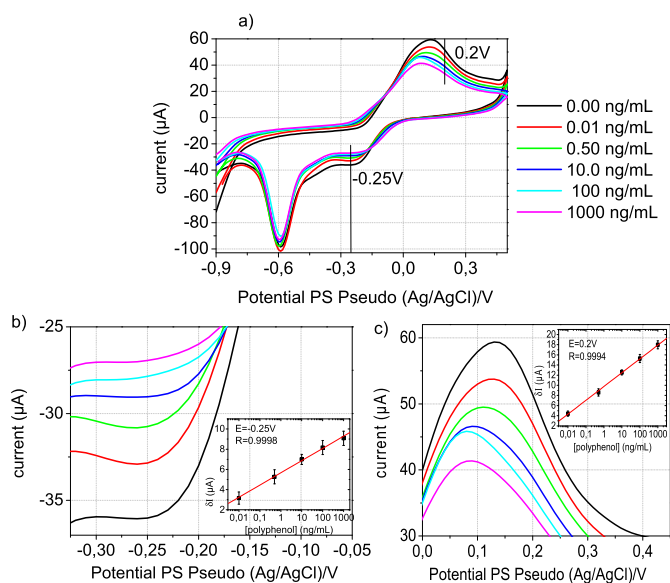 a)
60
40
20
0
-20
-40
-60
-80
-100
current (µA)
0.2V
-0.25V
-0,9
-0,6
-0,3
0,0
0,3
Potential PS Pseudo (Ag/AgCl)/V
0.00 ng/mL
0.01 ng/mL
0.50 ng/mL
10.0 ng/mL
100 ng/mL
1000 ng/mL
b)
-25
-30
-35
current (µA)
-0,30
-0,25
-0,20
-0,15
-0,10
-0,05
Potential PS Pseudo (Ag/AgCl)/V
E=-0.25V
R=0.9998
10
8
6
4
2
δI (µA)
0,01 0,1 1 10 100 1000
[polyphenol] (ng/mL)
c)
60
50
40
30
current (µA)
0,0
0,1
0,2
0,3
0,4
Potential PS Pseudo (Ag/AgCl)/V
E=0.2V
R=0.9994
18
16
14
12
10
8
6
4
2
δI (µA)
0,01 0,1 1 10 100 1000
[polyphenol] (ng/mL)